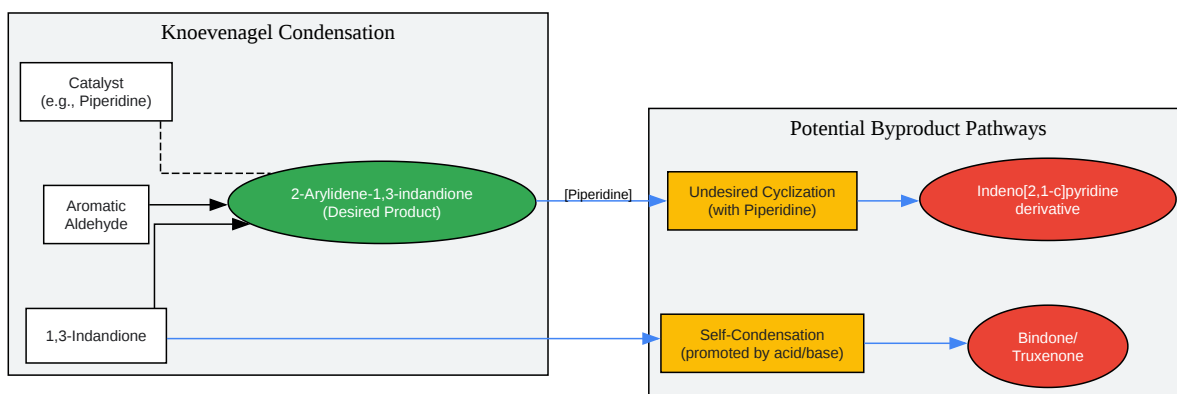 Knoevenagel Condensation
Catalyst
(e.g., Piperidine)
Aromatic
Aldehyde
1,3-Indandione
2-Arylidene-1,3-indandione
(Desired Product)
[Piperidine]
Potential Byproduct Pathways
Undesired Cyclization
(with Piperidine)
Indeno[2,1-c]pyridine
derivative
Self-Condensation
(promoted by acid/base)
Bindone/
Truxenone